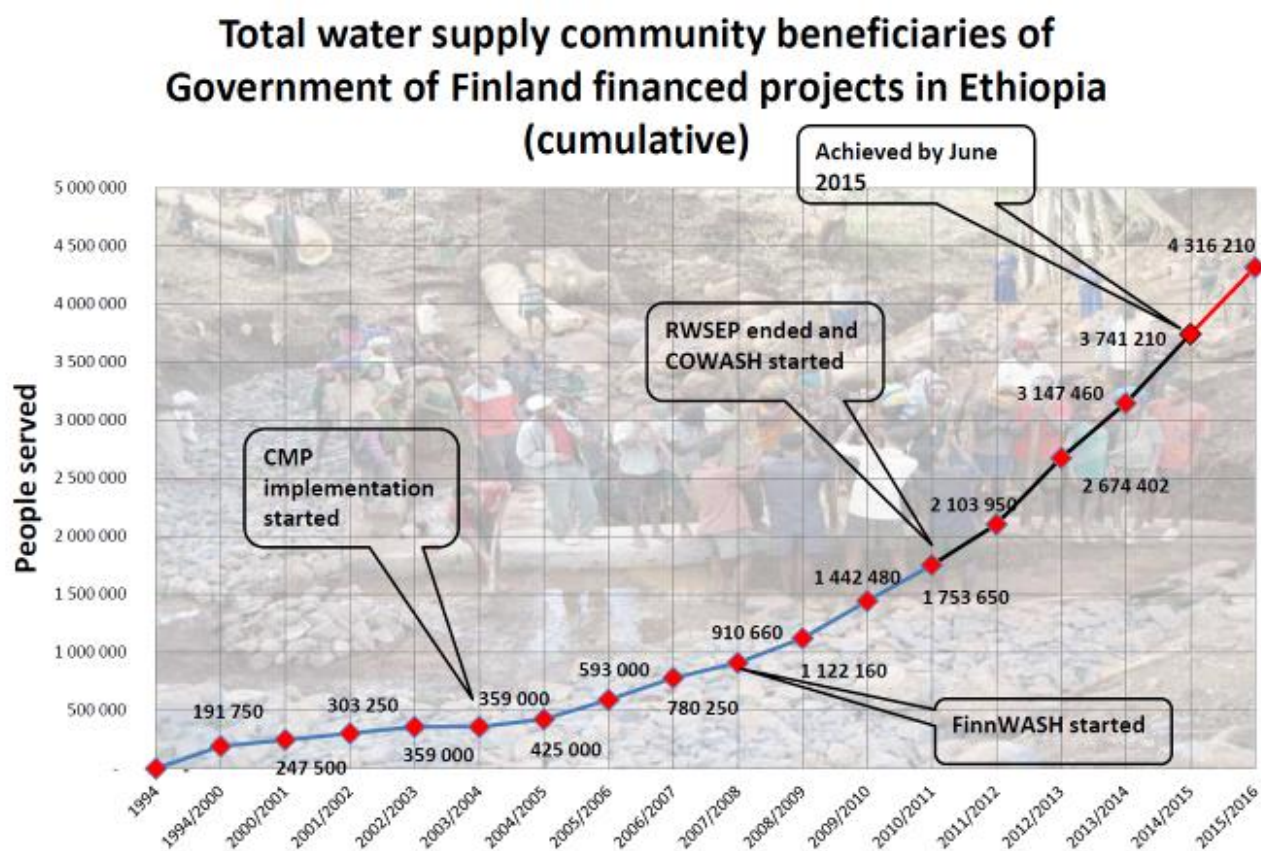 Total water supply community beneficiaries of
Government of Finland financed projects in Ethiopia
(cumulative)
Achieved by June
2015
5 000 000
4 500 000
4 000 000
3 500 000
3 000 000
2 500 000
2 000 000
1 500 000
1 000 000
500 000
-
People served
4 316 210
3 741 210
3 147 460
2 674 402
2 103 950
1 753 650
1 442 480
1 122 160
910 660
780 250
593 000
425 000
359 000
359 000
303 250
247 500
191 750
-
RWSEP ended and
COWASH started
CMP
implementation
started
FinnWASH started
1994
1994/2000
2000/2001
2001/2002
2002/2003
2003/2004
2004/2005
2005/2006
2006/2007
2007/2008
2008/2009
2009/2010
2010/2011
2011/2012
2012/2013
2013/2014
2014/2015
2015/2016